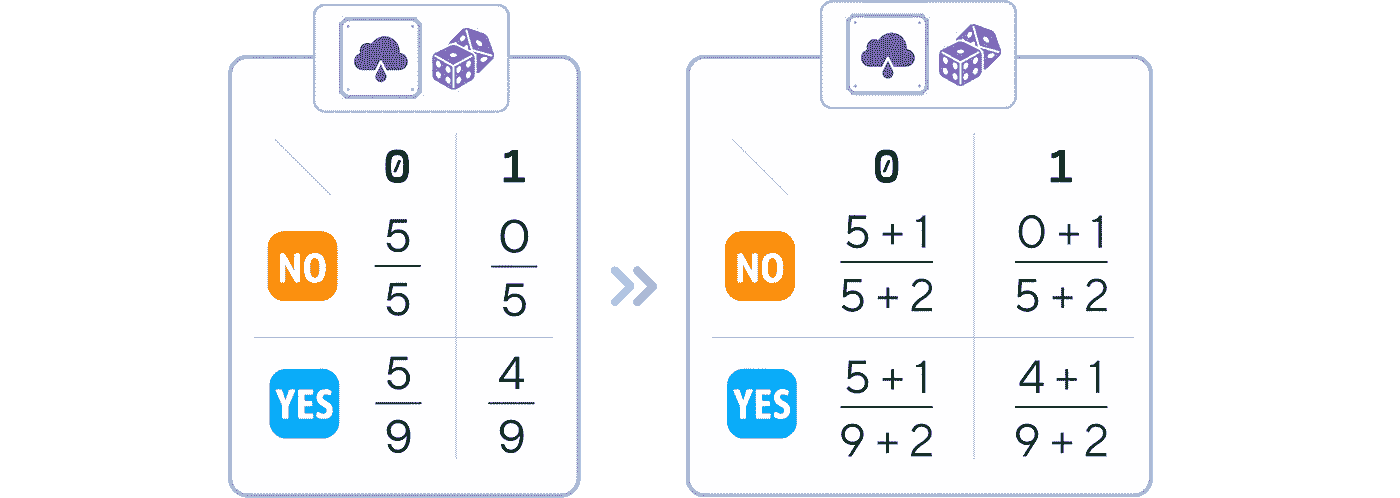 0 1
NO 5/5 0/5
YES 5/9 4/9
0 1
NO 5 + 1/5 + 2 0 + 1/5 + 2
YES 5 + 1/9 + 2 4 + 1/9 + 2